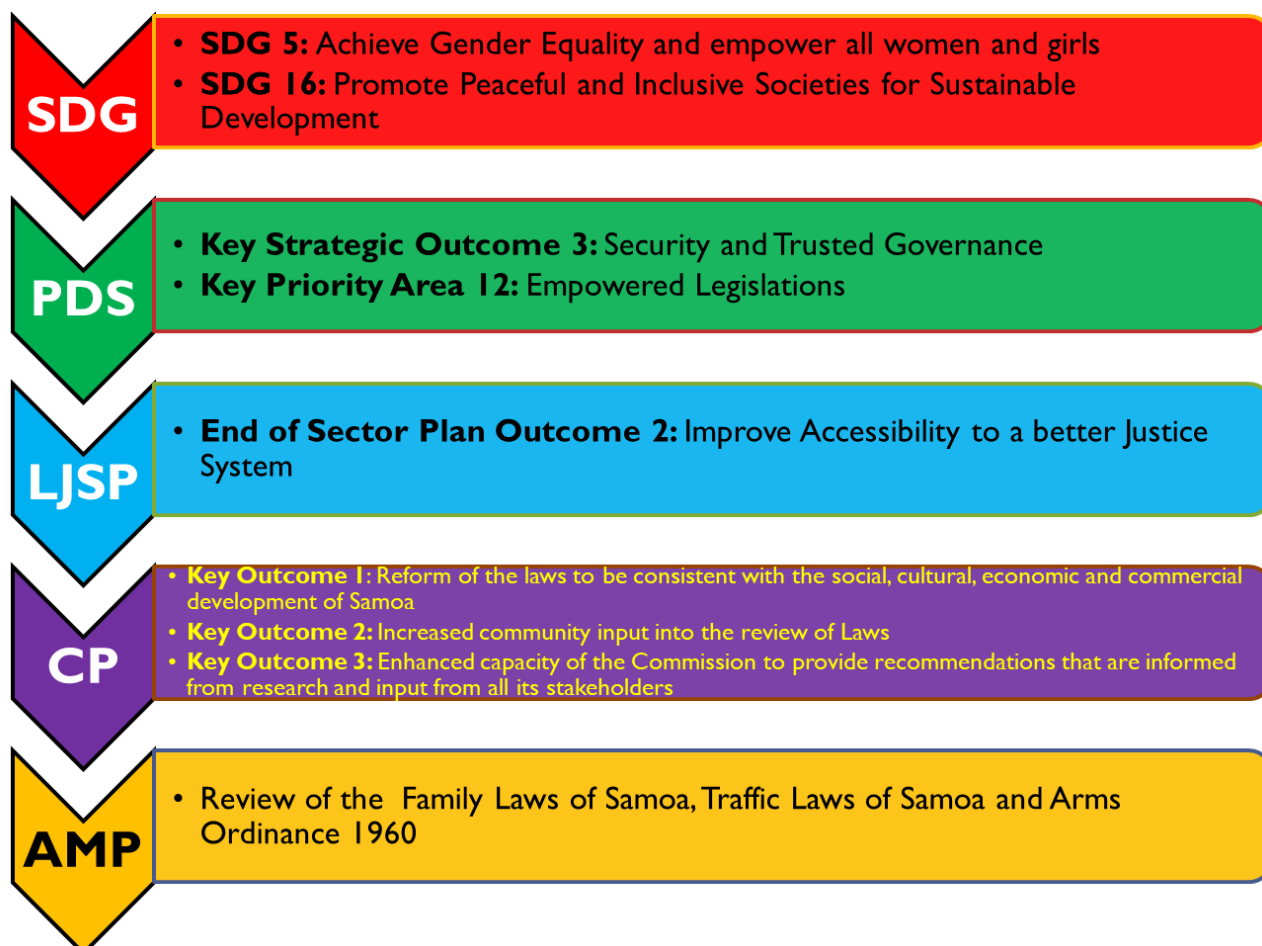 SDG
• SDG 5: Achieve Gender Equality and empower all women and girls
• SDG 16: Promote Peaceful and Inclusive Societies for Sustainable
Development
PDS
• Key Strategic Outcome 3: Security and Trusted Governance
• Key Priority Area 12: Empowered Legislations
LJSP
• End of Sector Plan Outcome 2: Improve Accessibility to a better Justice
System
CP
• Key Outcome 1: Reform of the laws to be consistent with the social, cultural, economic and commercial
development of Samoa
• Key Outcome 2: Increased community input into the review of Laws
• Key Outcome 3: Enhanced capacity of the Commission to provide recommendations that are informed
from research and input from all its stakeholders
AMP
• Review of the  Family Laws of Samoa, Traffic Laws of Samoa and Arms
Ordinance 1960